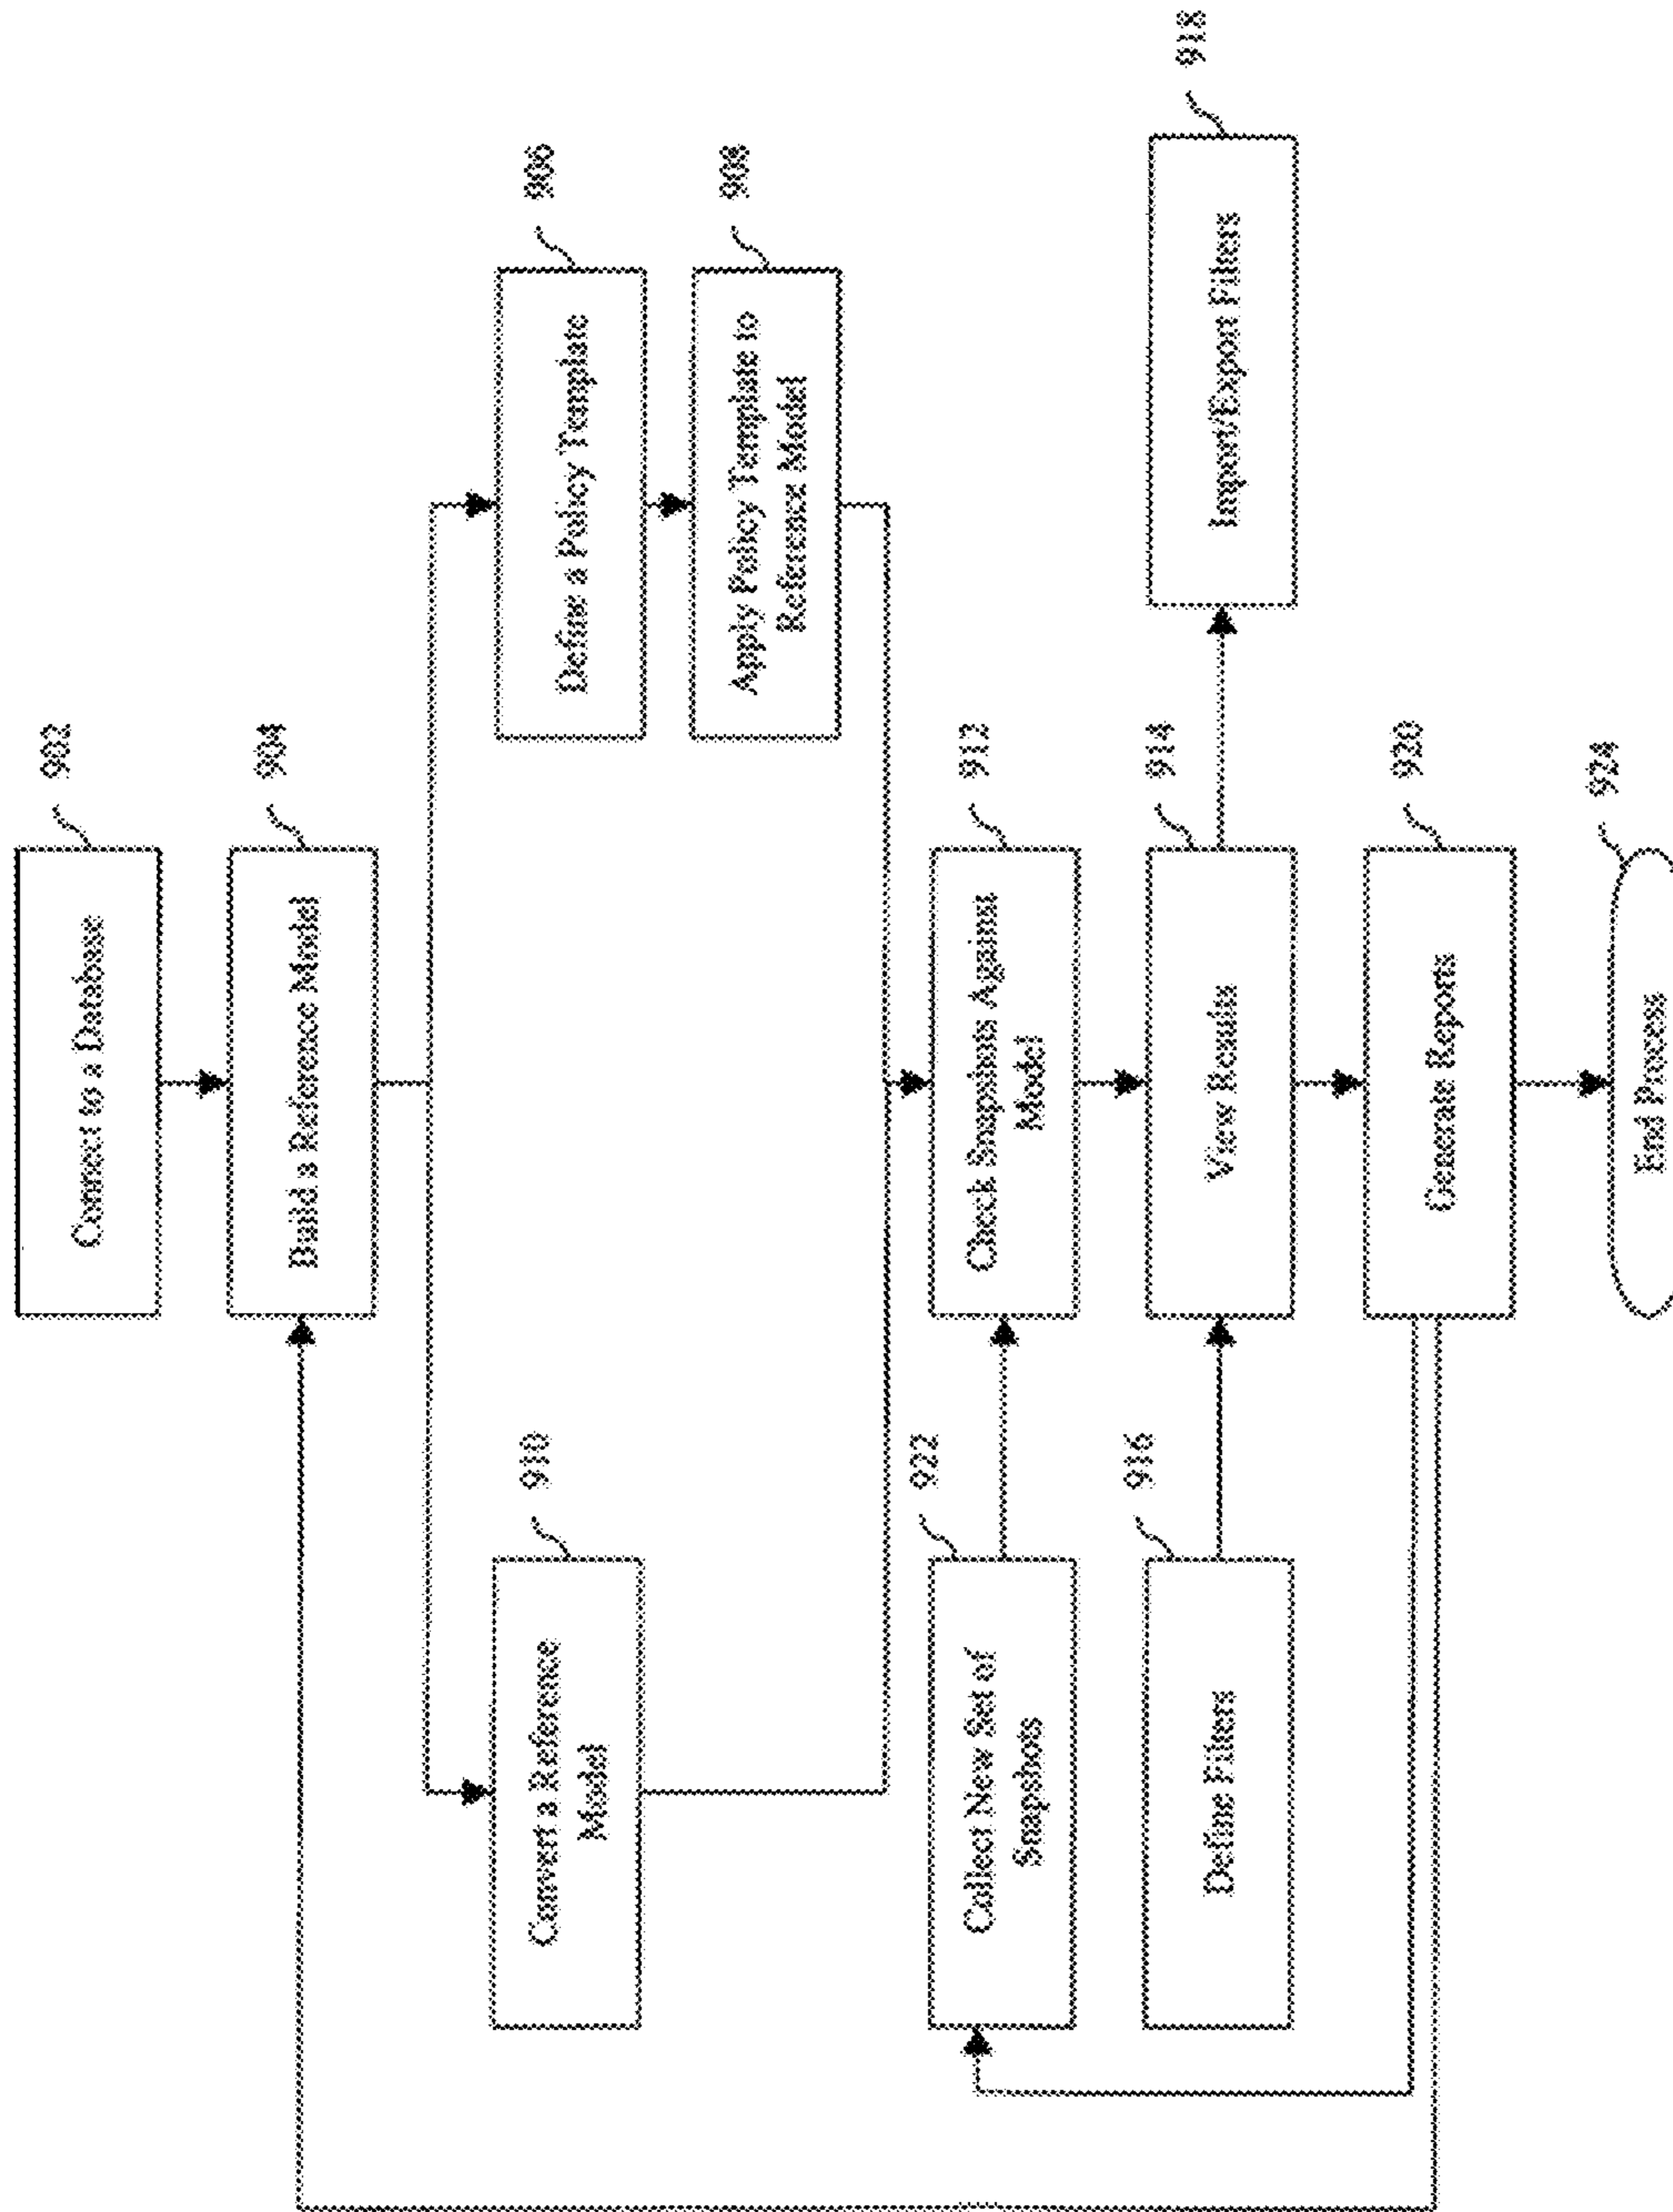 Connect to a Database
902
Build a Reference Model
904
Convert a Reference
Model
910
Define a Policy Template
906
Apply Policy Template to
Reference Model
908
Collect New Set of
Snapshots
922
Check Snapshots Against
Model
912
Define Filters
916
View Results
914
Import/Export Filters
918
Generate Reports
920
End Process
924